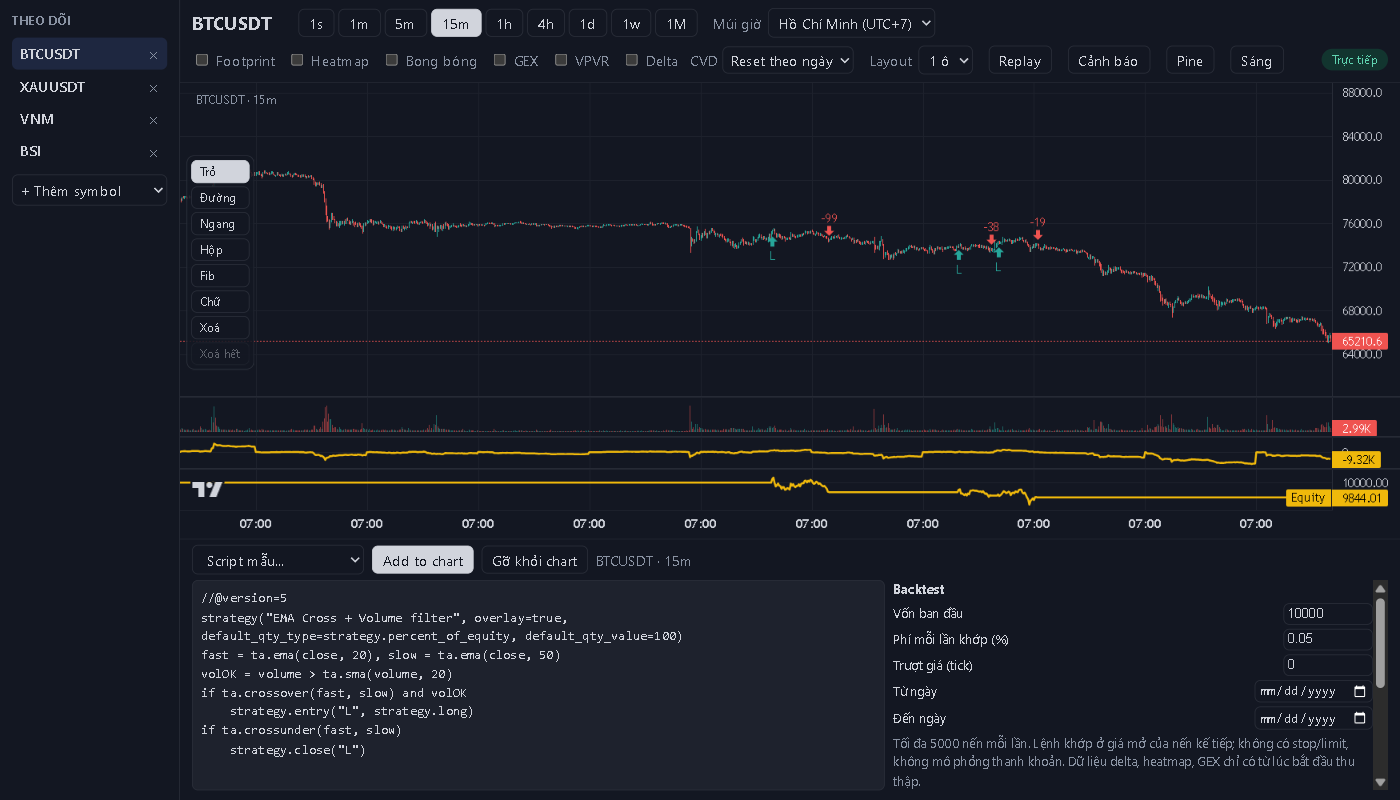 THEO DÕI
BTCUSDT ×
XAUUSDT ×
VNM ×
BSI ×
+ Thêm symbol
BTCUSDT 1s 1m 5m 15m 1h 4h 1d 1w 1M Múi giờ Hồ Chí Minh (UTC+7)
Footprint Heatmap Bong bóng GEX VPVR Delta CVD Reset theo ngày Layout 1 ô Replay Cảnh báo Pine Sáng Trực tiếp
BTCUSDT · 15m
Trỏ
Đường
Ngang
Hộp
Fib
Chữ
Xoá
Xoá hết
-99
-38
-19
L
L
L
88000.0
84000.0
80000.0
76000.0
72000.0
68000.0
65210.6
64000.0
2.99K
-9.32K
10000.00
Equity 9844.01
07:00 07:00 07:00 07:00 07:00 07:00 07:00 07:00 07:00 07:00
Script mẫu... Add to chart Gỡ khỏi chart BTCUSDT · 15m
//@version=5
strategy("EMA Cross + Volume filter", overlay=true,
default_qty_type=strategy.percent_of_equity, default_qty_value=100)
fast = ta.ema(close, 20), slow = ta.ema(close, 50)
volOK = volume > ta.sma(volume, 20)
if ta.crossover(fast, slow) and volOK
    strategy.entry("L", strategy.long)
if ta.crossunder(fast, slow)
    strategy.close("L")
Backtest
Vốn ban đầu 10000
Phí mỗi lần khớp (%) 0.05
Trượt giá (tick) 0
Từ ngày mm/dd/yyyy
Đến ngày mm/dd/yyyy
Tối đa 5000 nến mỗi lần. Lệnh khớp ở giá mở của nến kế tiếp; không có stop/limit,
không mô phỏng thanh khoản. Dữ liệu delta, heatmap, GEX chỉ có từ lúc bắt đầu thu
thập.